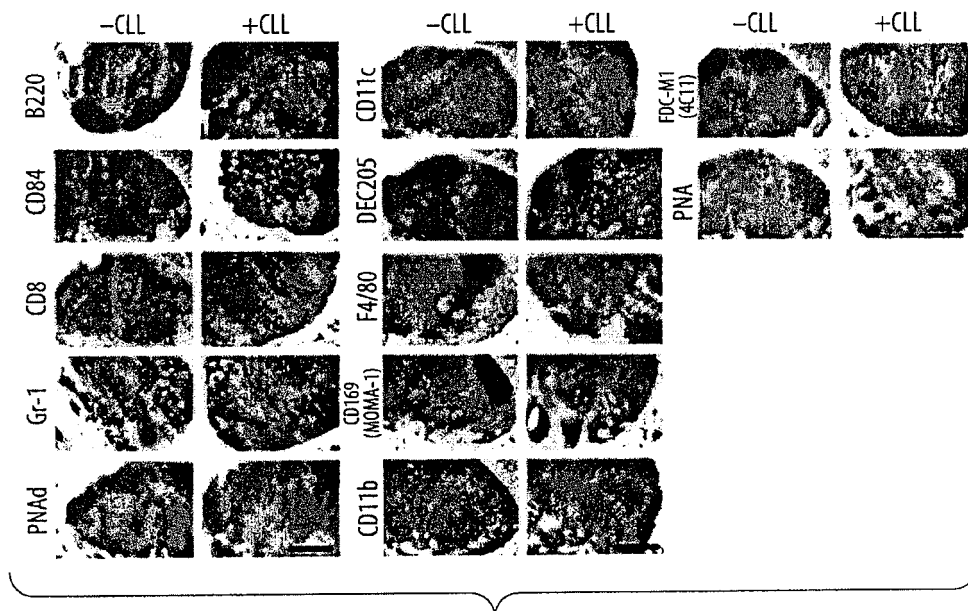 −CLL +CLL −CLL +CLL −CLL +CLL
B220 CD11c FDC-M1 (4C11)
CD84 DEC205 PNA
CD8 F4/80
Gr-1 CD169 (MOMA-1)
PNAd CD11b